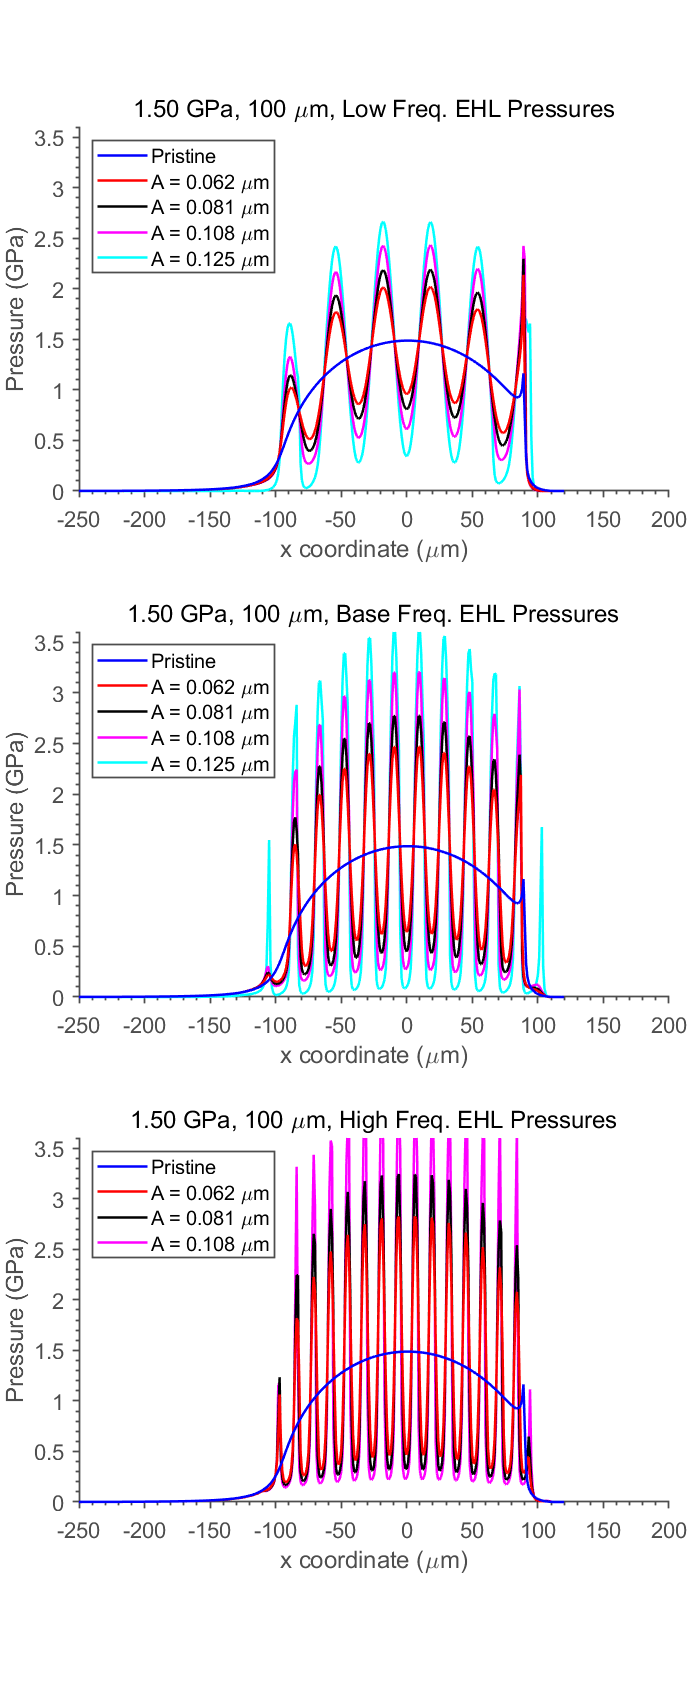 1.50 GPa, 100 μm, Low Freq. EHL Pressures
3.5
3
2.5
2
1.5
1
0.5
0
Pressure (GPa)
Pristine
A = 0.062 μm
A = 0.081 μm
A = 0.108 μm
A = 0.125 μm
-250 -200 -150 -100 -50 0 50 100 150 200
x coordinate (μm)
1.50 GPa, 100 μm, Base Freq. EHL Pressures
3.5
3
2.5
2
1.5
1
0.5
0
Pressure (GPa)
Pristine
A = 0.062 μm
A = 0.081 μm
A = 0.108 μm
A = 0.125 μm
-250 -200 -150 -100 -50 0 50 100 150 200
x coordinate (μm)
1.50 GPa, 100 μm, High Freq. EHL Pressures
3.5
3
2.5
2
1.5
1
0.5
0
Pressure (GPa)
Pristine
A = 0.062 μm
A = 0.081 μm
A = 0.108 μm
-250 -200 -150 -100 -50 0 50 100 150 200
x coordinate (μm)